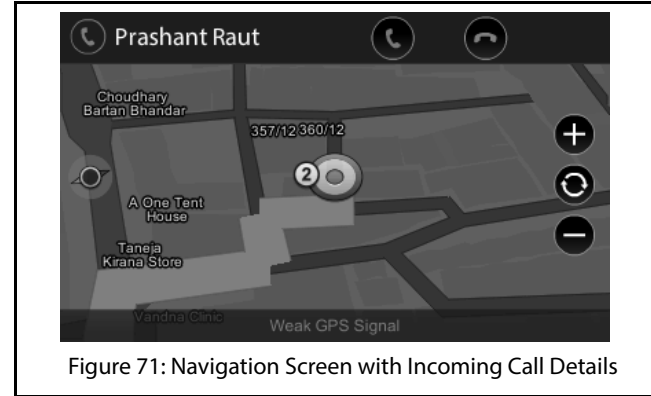 Prashant Raut
Choudhary
Bartan Bhandar
357/12 360/12
2
A One Tent
House
Taneja
Kirana Store
Vandna Clinic
Weak GPS Signal
Figure 71: Navigation Screen with Incoming Call Details